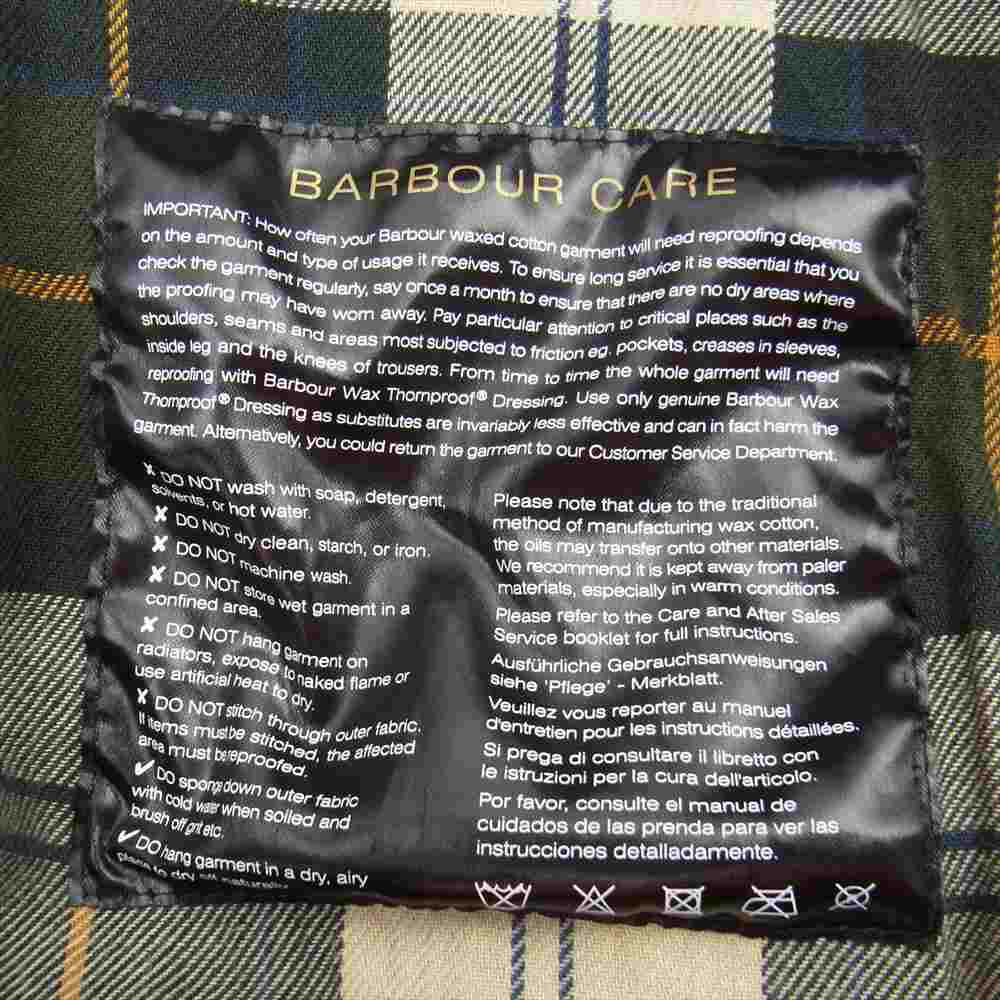 BARBOUR CARE
IMPORTANT: How often your Barbour waxed cotton garment will need reproofing depends
on the amount and type of usage it receives. To ensure long service it is essential that you
check the garment regularly, say once a month to ensure that there are no dry areas where
the proofing may have worn away. Pay particular attention to critical places such as the
shoulders, seams and areas most subjected to friction eg. pockets, creases in sleeves,
inside leg and the knees of trousers. From time to time the whole garment will need
reproofing with Barbour Wax Thornproof® Dressing. Use only genuine Barbour Wax
Thornproof® Dressing as substitutes are invariably less effective and can in fact harm the
garment. Alternatively, you could return the garment to our Customer Service Department.
✗ DO NOT wash with soap, detergent,
solvents, or hot water.
✗ DO NOT dry clean, starch, or iron.
✗ DO NOT machine wash.
✗ DO NOT store wet garment in a
confined area.
✗ DO NOT hang garment on
radiators, expose to naked flame or
use artificial heat to dry.
✗ DO NOT stitch through outer fabric.
If items must be stitched, the affected
area must be reproofed.
✓ DO sponge down outer fabric
with cold water when soiled and
brush off grit etc.
✓ DO hang garment in a dry, airy
place to dry off naturally.
Please note that due to the traditional
method of manufacturing wax cotton,
the oils may transfer onto other materials.
We recommend it is kept away from paler
materials, especially in warm conditions.
Please refer to the Care and After Sales
Service booklet for full instructions.
Ausführliche Gebrauchsanweisungen
siehe 'Pflege' - Merkblatt.
Veuillez vous reporter au manuel
d'entretien pour les instructions détaillées.
Si prega di consultare il libretto con
le istruzioni per la cura dell'articolo.
Por favor, consulte el manual de
cuidados de las prenda para ver las
instrucciones detalladamente.